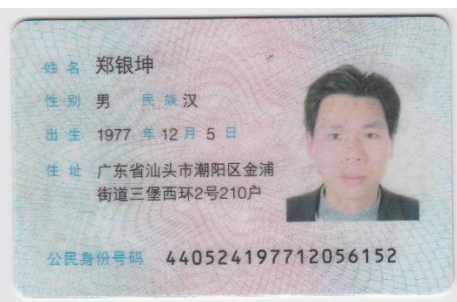 姓名 郑银坤
性别 男 民族 汉
出生 1977 年 12 月 5 日
住址 广东省汕头市潮阳区金浦
街道三堡西环2号210户
公民身份号码 440524197712056152